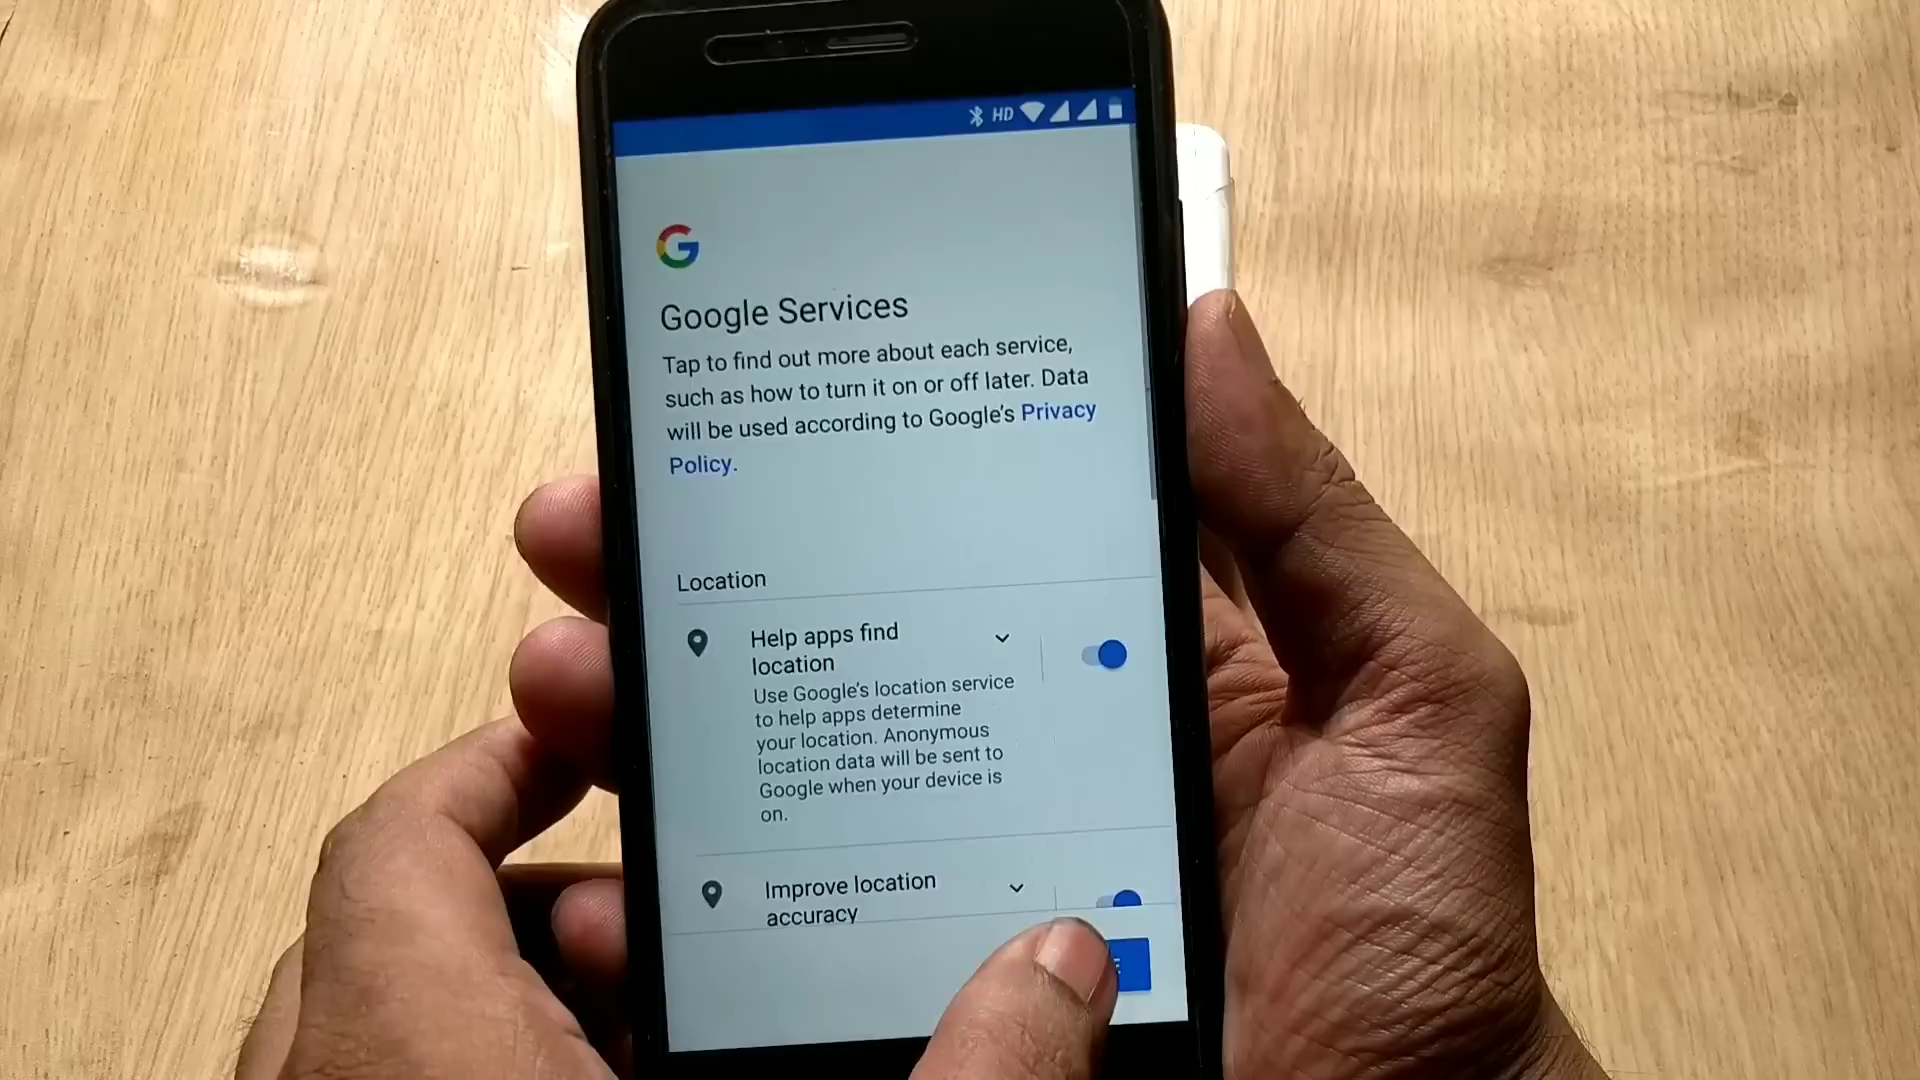 HD
Google Services
Tap to find out more about each service,
such as how to turn it on or off later. Data
will be used according to Google's Privacy
Policy.
Location
Help apps find
location
Use Google's location service
to help apps determine
your location. Anonymous
location data will be sent to
Google when your device is
on.
Improve location
accuracy